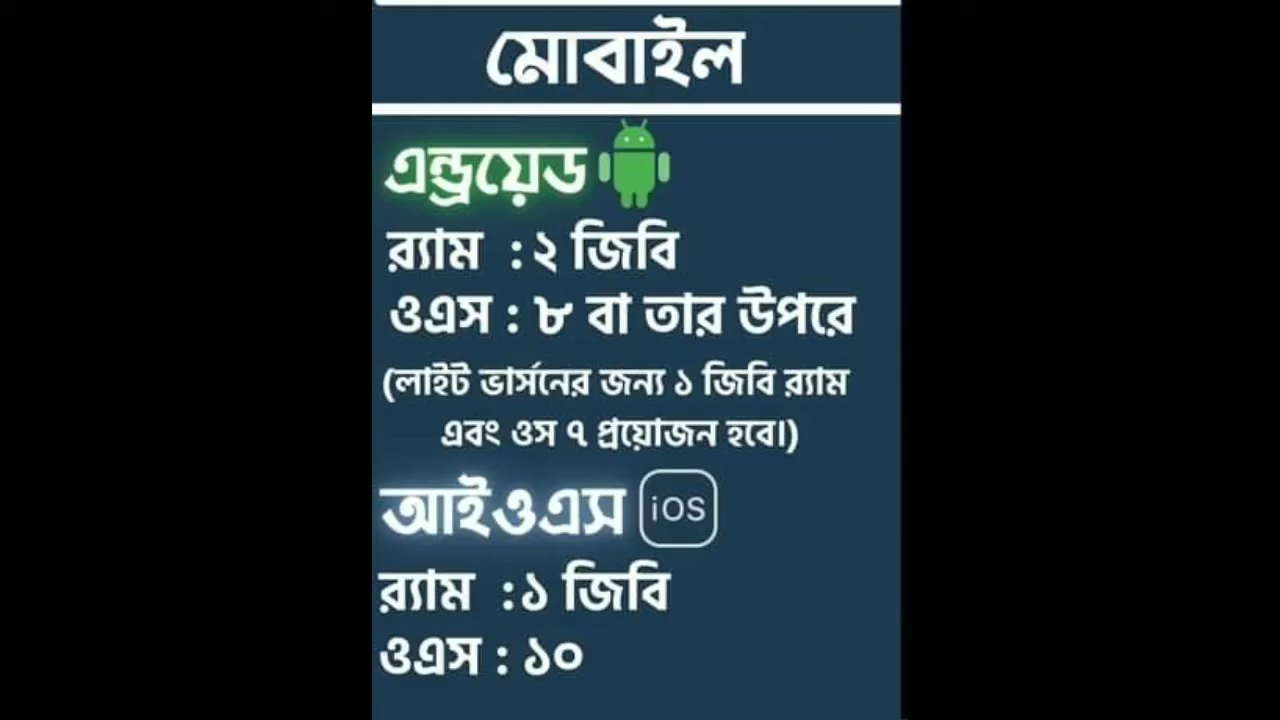 মোবাইল
এন্ড্রয়েড
র‍্যাম : ২ জিবি
ওএস : ৮ বা তার উপরে
(লাইট ভার্সনের জন্য ১ জিবি র‍্যাম
এবং ওস ৭ প্রয়োজন হবে।)
আইওএস iOS
র‍্যাম :১ জিবি
ওএস : ১০